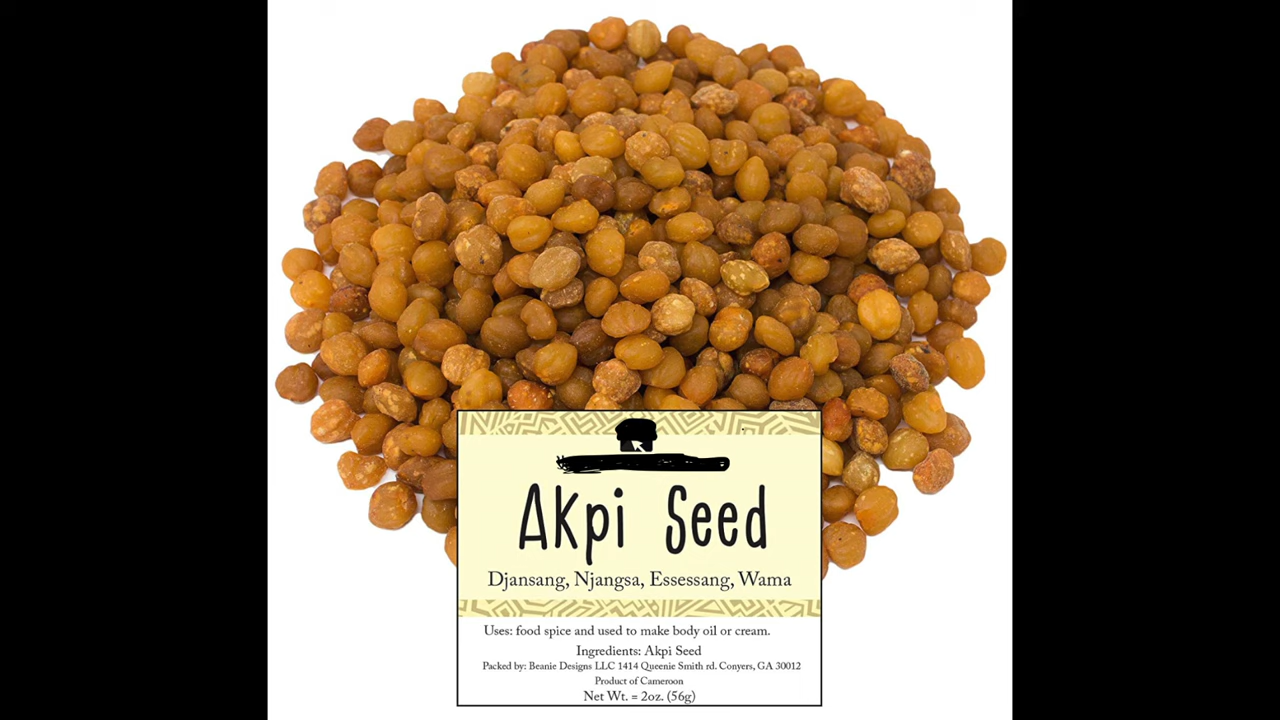 Akpi Seed
Djansang, Njangsa, Essessang, Wama
Uses: food spice and used to make body oil or cream.
Ingredients: Akpi Seed
Packed by: Beanie Designs LLC 1414 Queenie Smith rd. Conyers, GA 30012
Product of Cameroon
Net Wt. = 2oz. (56g)